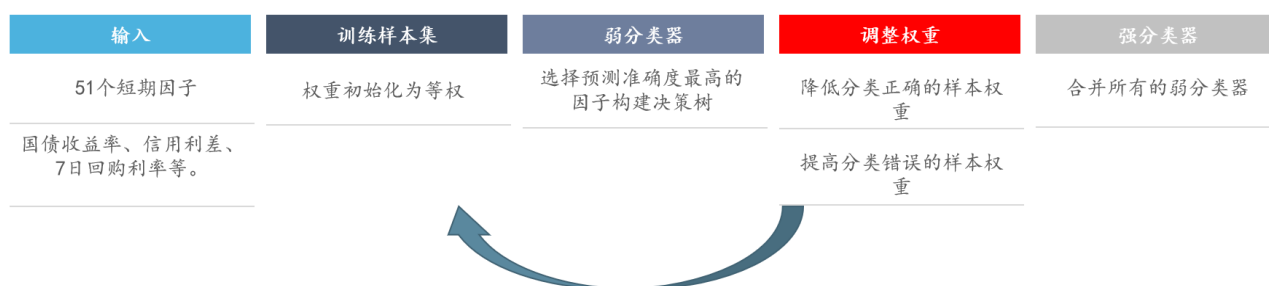 输入
51个短期因子
国债收益率、信用利差、
7日回购利率等。
训练样本集
权重初始化为等权
弱分类器
选择预测准确度最高的
因子构建决策树
调整权重
降低分类正确的样本权
重
提高分类错误的样本权
重
强分类器
合并所有的弱分类器